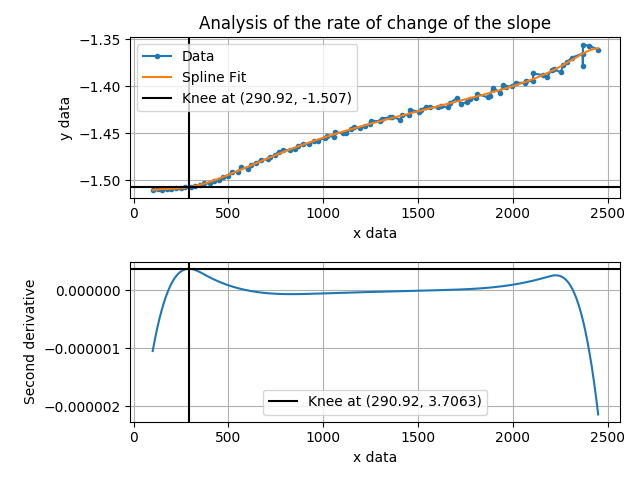 Analysis of the rate of change of the slope
−1.35
−1.40
−1.45
−1.50
y data
Data
Spline Fit
Knee at (290.92, -1.507)
0 500 1000 1500 2000 2500
x data
0.000000
−0.000001
−0.000002
Second derivative
Knee at (290.92, 3.7063)
0 500 1000 1500 2000 2500
x data